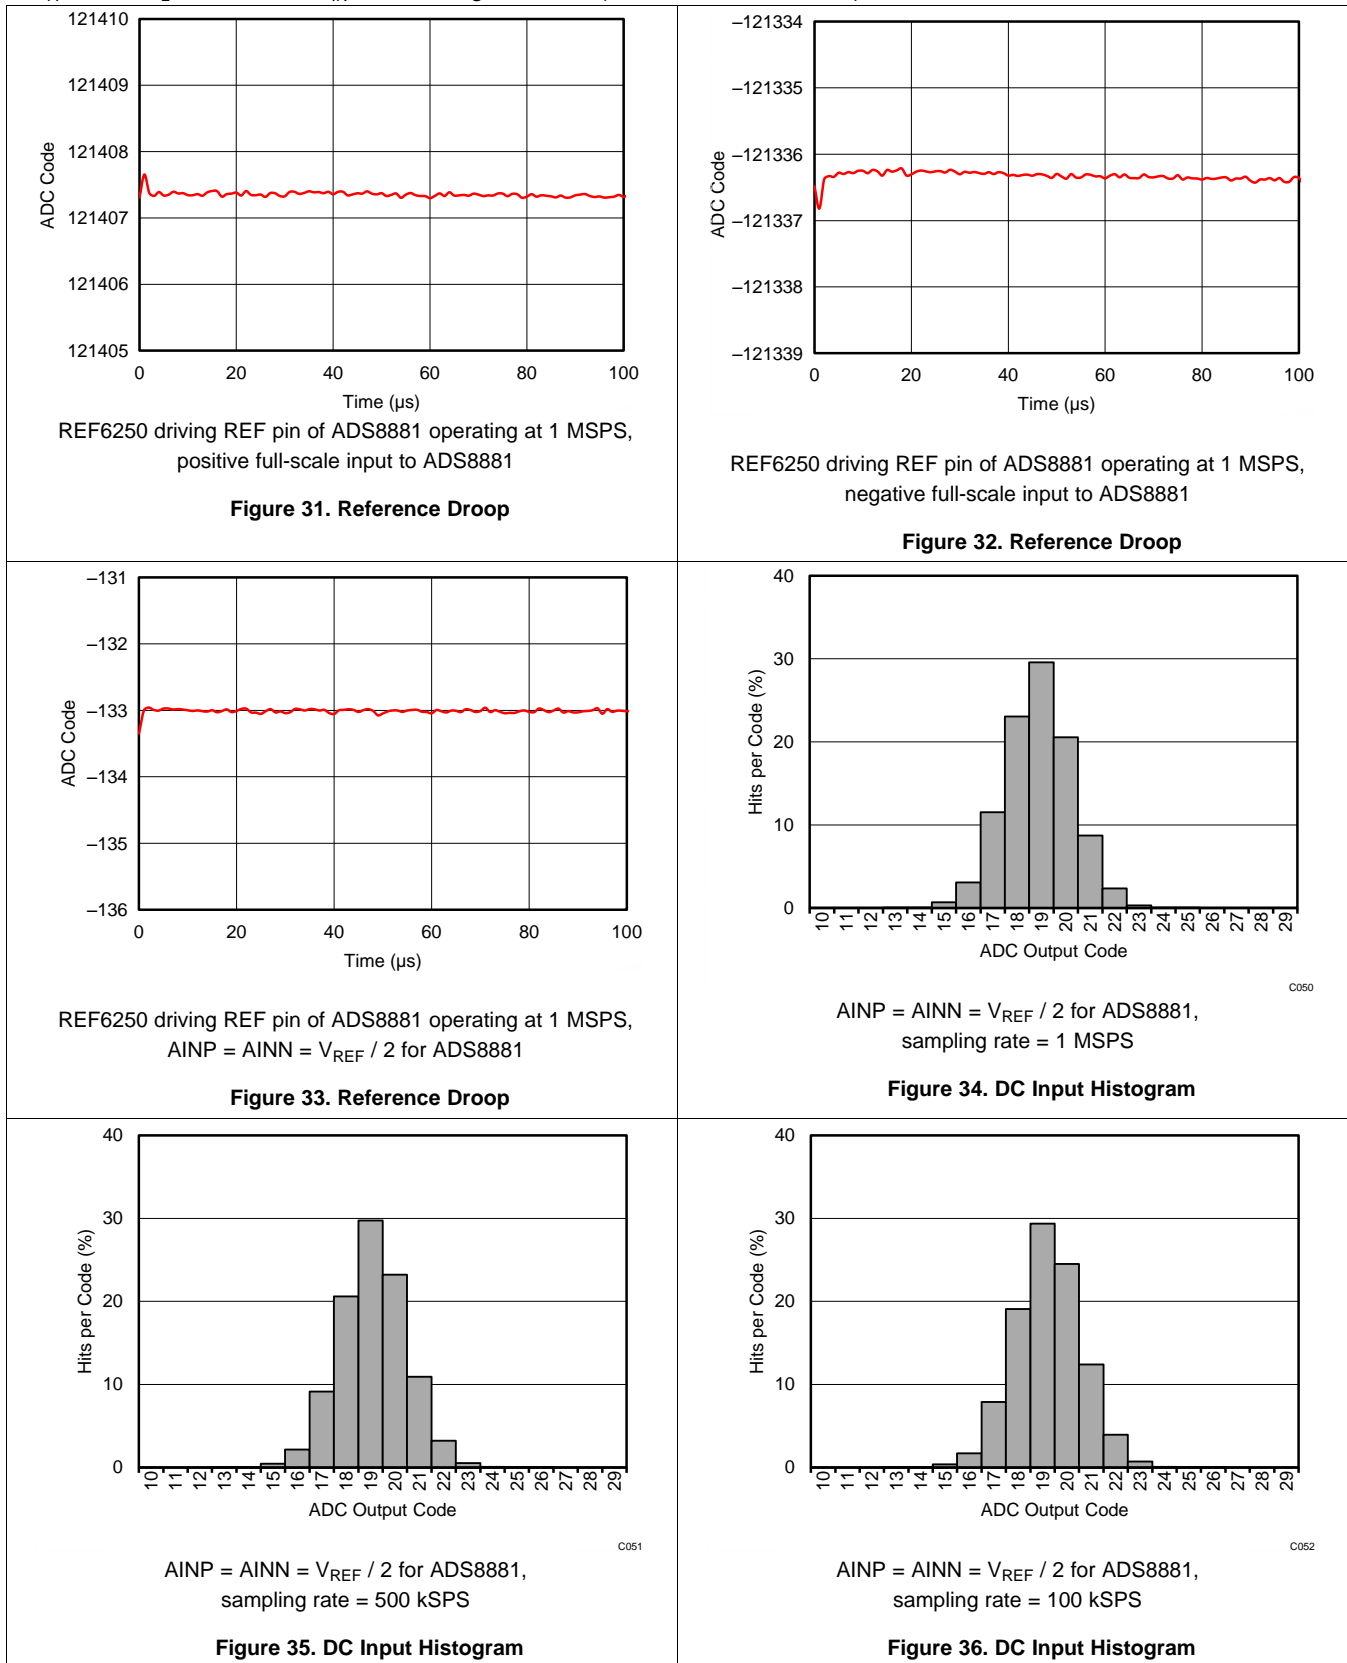 121410
121409
121408
121407
121406
121405
ADC Code
0 20 40 60 80 100
Time (µs)
REF6250 driving REF pin of ADS8881 operating at 1 MSPS,
positive full-scale input to ADS8881
Figure 31. Reference Droop
–121334
–121335
–121336
–121337
–121338
–121339
ADC Code
0 20 40 60 80 100
Time (µs)
REF6250 driving REF pin of ADS8881 operating at 1 MSPS,
negative full-scale input to ADS8881
Figure 32. Reference Droop
–131
–132
–133
–134
–135
–136
ADC Code
0 20 40 60 80 100
Time (µs)
REF6250 driving REF pin of ADS8881 operating at 1 MSPS,
AINP = AINN = VREF / 2 for ADS8881
Figure 33. Reference Droop
40
30
20
10
0
Hits per Code (%)
10 11 12 13 14 15 16 17 18 19 20 21 22 23 24 25 26 27 28 29
ADC Output Code
C050
AINP = AINN = VREF / 2 for ADS8881,
sampling rate = 1 MSPS
Figure 34. DC Input Histogram
40
30
20
10
0
Hits per Code (%)
10 11 12 13 14 15 16 17 18 19 20 21 22 23 24 25 26 27 28 29
ADC Output Code
C051
AINP = AINN = VREF / 2 for ADS8881,
sampling rate = 500 kSPS
Figure 35. DC Input Histogram
40
30
20
10
0
Hits per Code (%)
10 11 12 13 14 15 16 17 18 19 20 21 22 23 24 25 26 27 28 29
ADC Output Code
C052
AINP = AINN = VREF / 2 for ADS8881,
sampling rate = 100 kSPS
Figure 36. DC Input Histogram